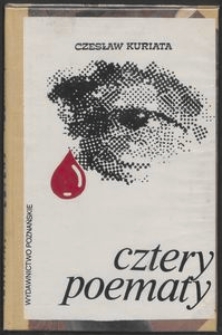 CZESŁAW KURIATA
WYDAWNICTWO POZNAŃSKIE
cztery
poematy